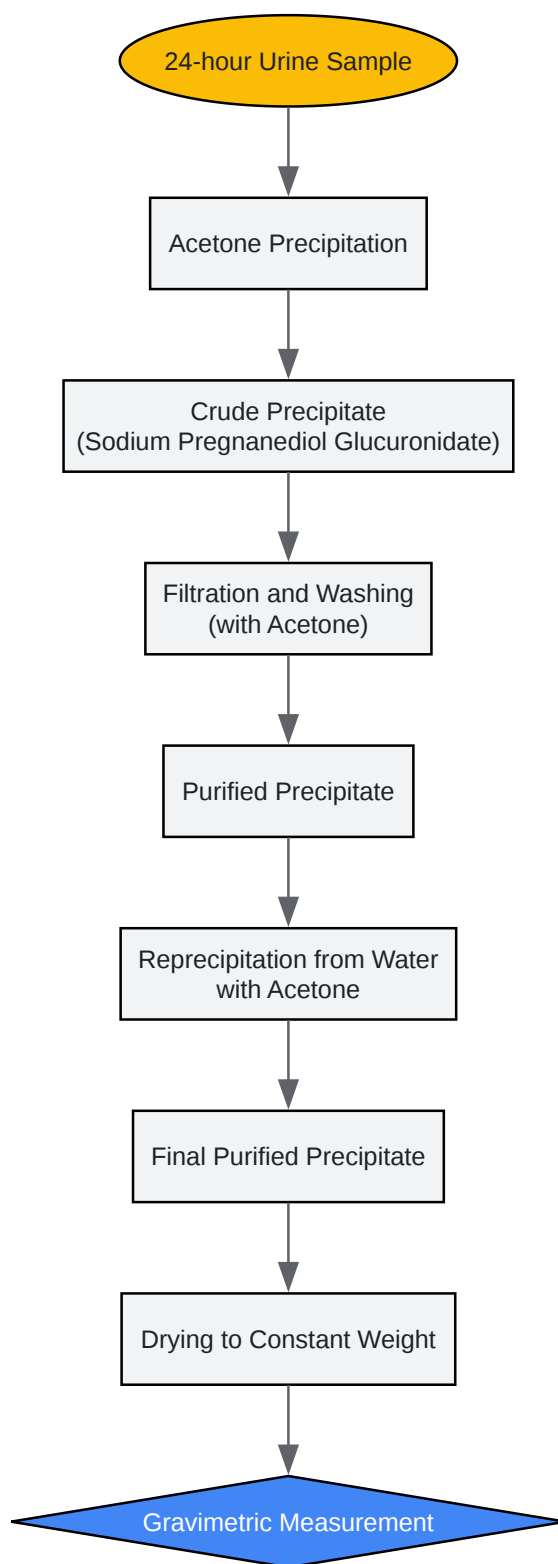 24-hour Urine Sample
Acetone Precipitation
Crude Precipitate
(Sodium Pregnanediol Glucuronidate)
Filtration and Washing
(with Acetone)
Purified Precipitate
Reprecipitation from Water
with Acetone
Final Purified Precipitate
Drying to Constant Weight
Gravimetric Measurement